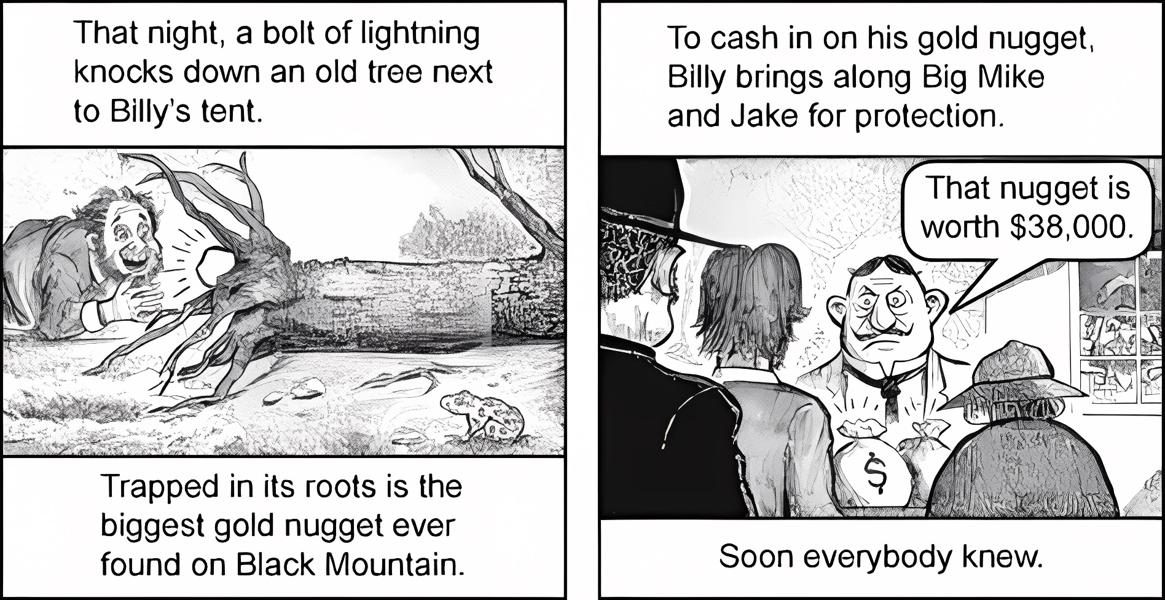 That night, a bolt of lightning
knocks down an old tree next
to Billy's tent.
Trapped in its roots is the
biggest gold nugget ever
found on Black Mountain.
To cash in on his gold nugget,
Billy brings along Big Mike
and Jake for protection.
That nugget is
worth $38,000.
$
Soon everybody knew.